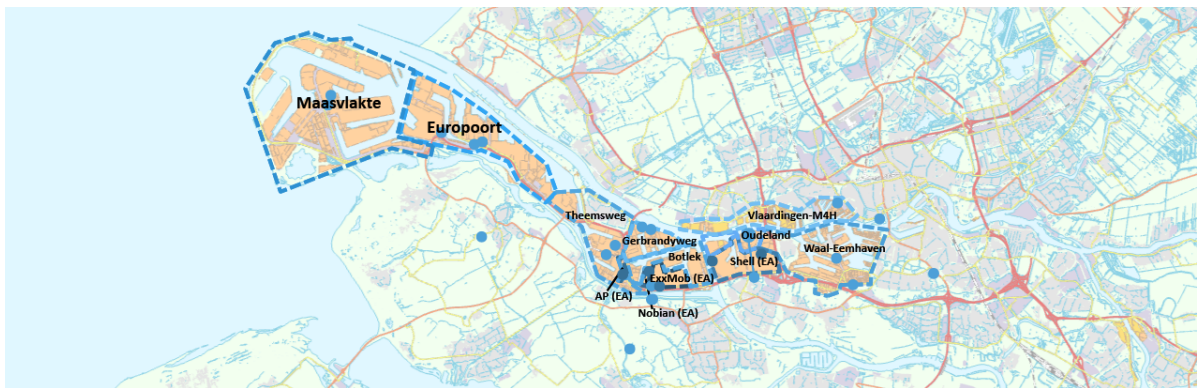 Maasvlakte
Europoort
Theemsweg
Vlaardingen-M4H
Gerbrandyweg
Oudeland
Botlek
Shell (EA)
Waal-Eemhaven
ExxMob (EA)
AP (EA)
Nobian (EA)